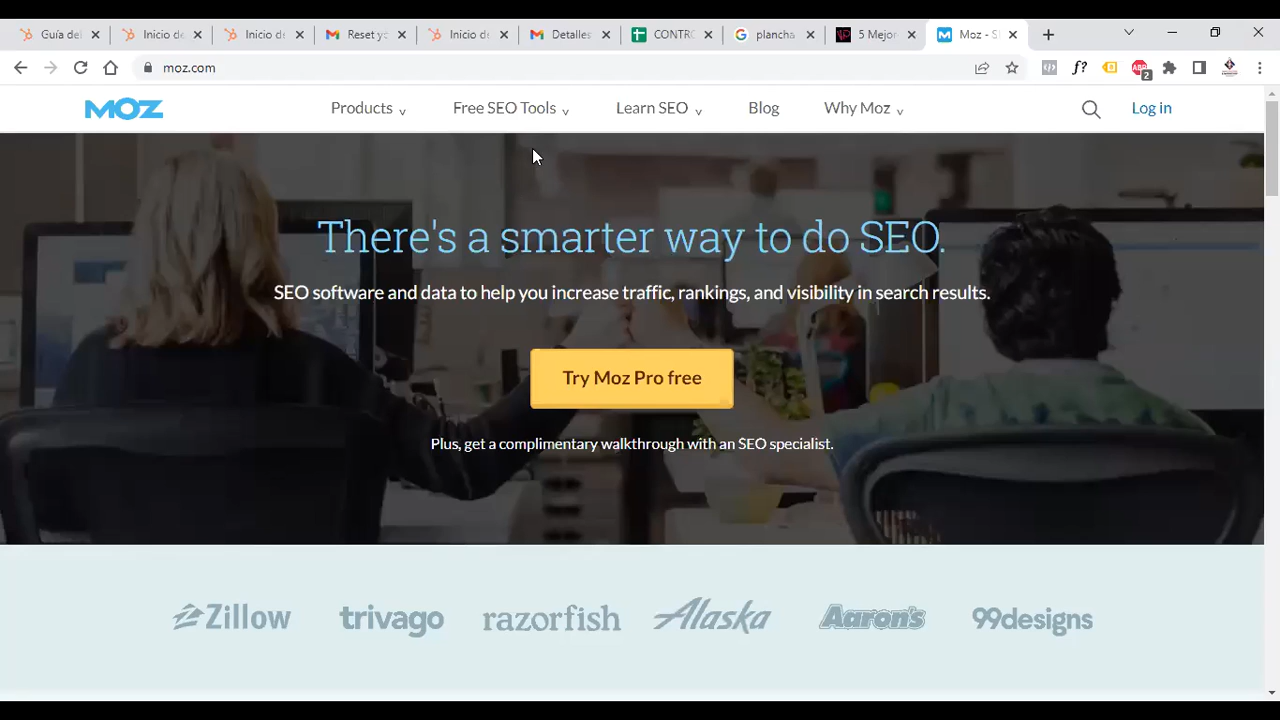 Guía del
Inicio de
Inicio de
Reset yo
Inicio de
Detalles
CONTRO
plancha
5 Mejor
Moz - S
moz.com
f?
ABP
2
MOZ
Products
Free SEO Tools
Learn SEO
Blog
Why Moz
Log in
There's a smarter way to do SEO.
SEO software and data to help you increase traffic, rankings, and visibility in search results.
Try Moz Pro free
Plus, get a complimentary walkthrough with an SEO specialist.
Zillow
trivago
razorfish
Alaska
Aaron's
99designs